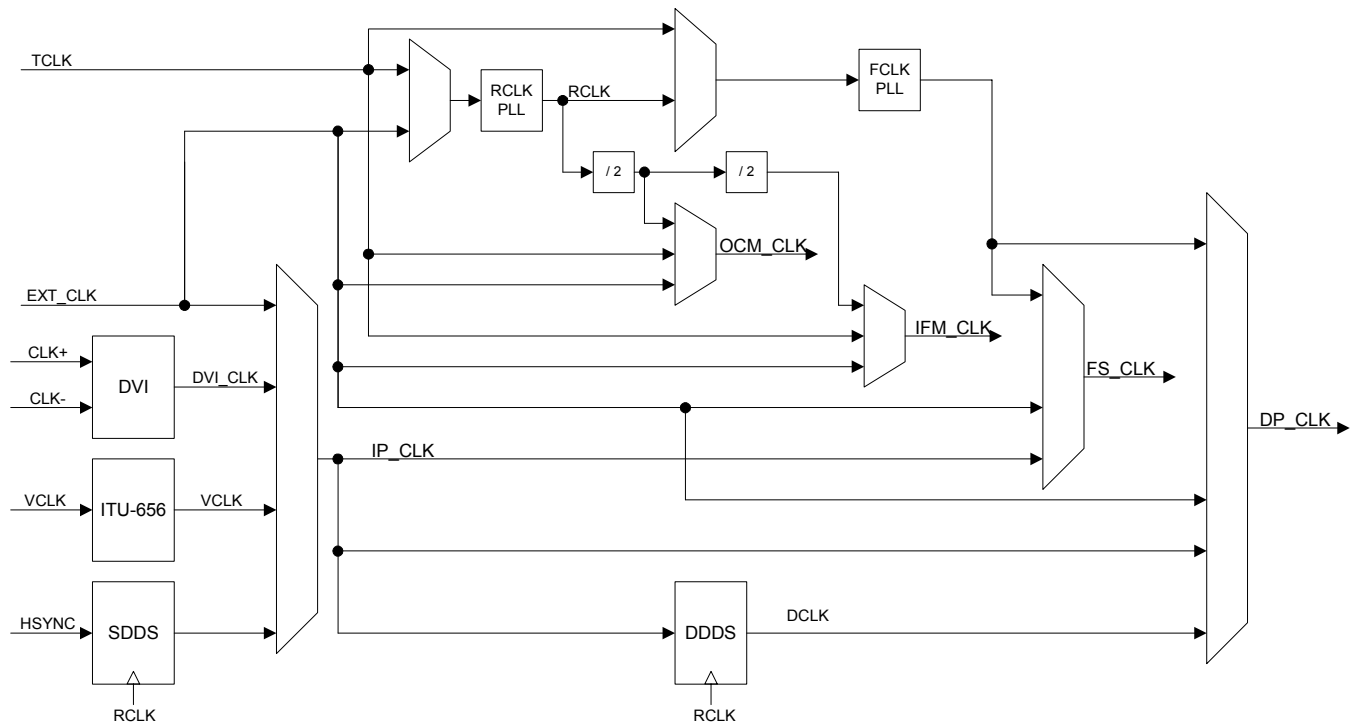 TCLK
RCLK
PLL
RCLK
FCLK
PLL
/ 2
/ 2
OCM_CLK
EXT_CLK
IFM_CLK
CLK+
DVI
DVI_CLK
FS_CLK
CLK-
DP_CLK
IP_CLK
VCLK
ITU-656
VCLK
HSYNC
SDDS
DDDS
DCLK
RCLK
RCLK